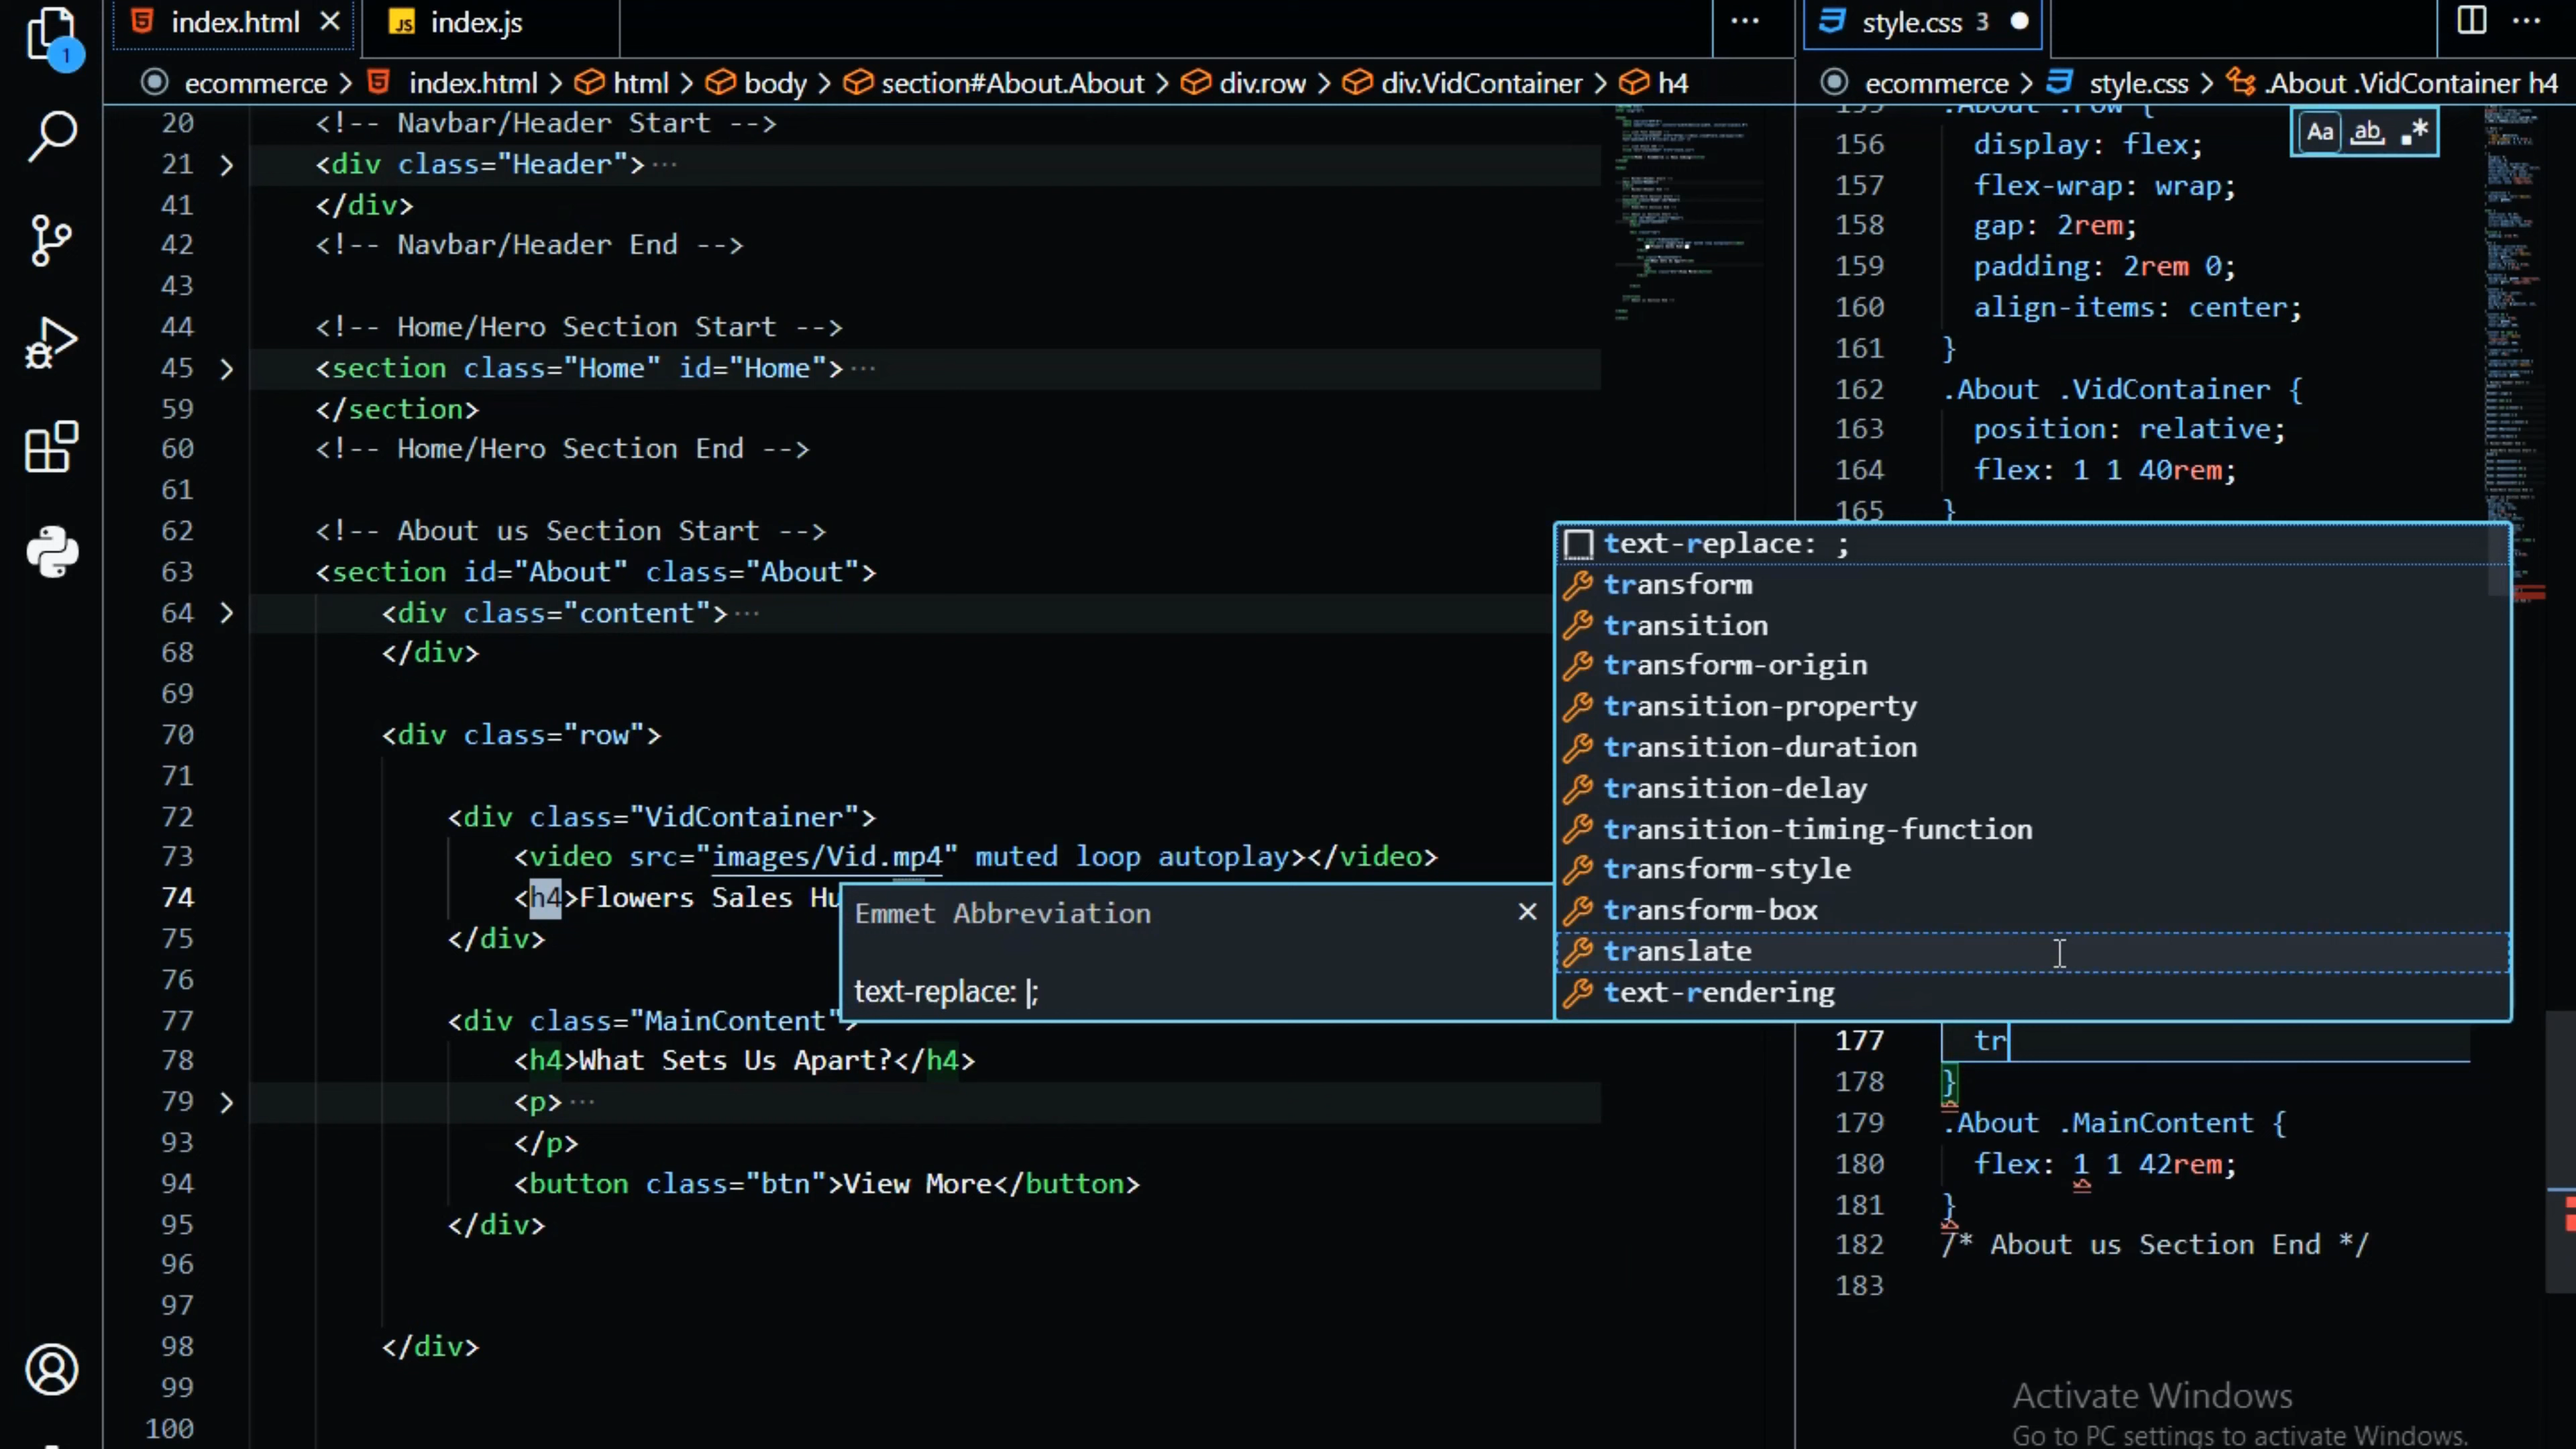 index.html
index.js
style.css 3
ecommerce > index.html > html > body > section#About.About > div.row > div.VidContainer > h4
ecommerce > style.css > .About .VidContainer h4
1
20 <!-- Navbar/Header Start -->
21 <div class="Header">···
41 </div>
42 <!-- Navbar/Header End -->
43
44 <!-- Home/Hero Section Start -->
45 <section class="Home" id="Home">···
59 </section>
60 <!-- Home/Hero Section End -->
61
62 <!-- About us Section Start -->
63 <section id="About" class="About">
64 <div class="content">···
68 </div>
69
70 <div class="row">
71
72 <div class="VidContainer">
73 <video src="images/Vid.mp4" muted loop autoplay></video>
74 <h4>Flowers Sales Hu
75 </div>
76
77 <div class="MainContent">
78 <h4>What Sets Us Apart?</h4>
79 <p>···
93 </p>
94 <button class="btn">View More</button>
95 </div>
96
97
98 </div>
99
100
Emmet Abbreviation
text-replace: |;
Aa ab .*
.About .row {
156 display: flex;
157 flex-wrap: wrap;
158 gap: 2rem;
159 padding: 2rem 0;
160 align-items: center;
161 }
162 .About .VidContainer {
163 position: relative;
164 flex: 1 1 40rem;
165 }
text-replace: ;
transform
transition
transform-origin
transition-property
transition-duration
transition-delay
transition-timing-function
transform-style
transform-box
translate
text-rendering
177 tr
178 }
179 .About .MainContent {
180 flex: 1 1 42rem;
181 }
182 /* About us Section End */
183
Activate Windows
Go to PC settings to activate Windows.